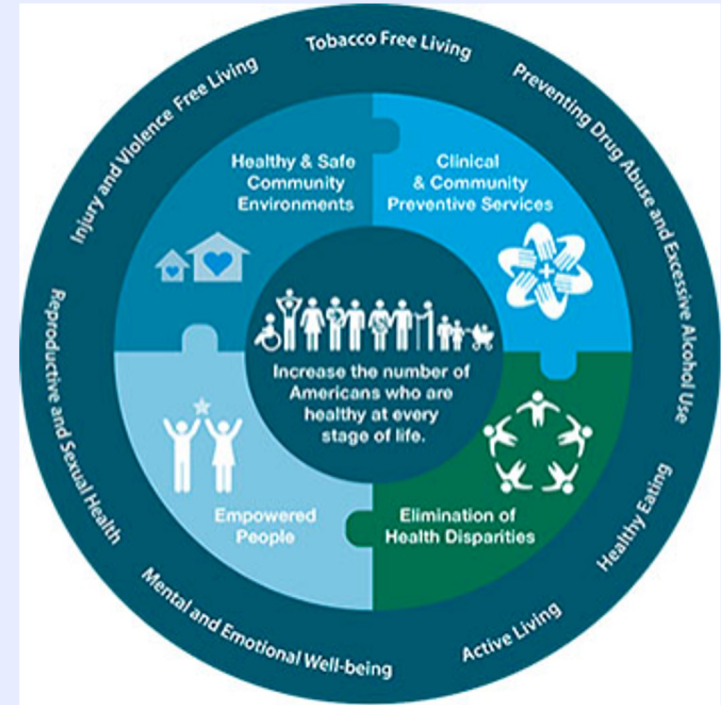 Tobacco Free Living
Preventing Drug Abuse and Excessive Alcohol Use
Healthy Eating
Active Living
Mental and Emotional Well-being
Reproductive and Sexual Health
Injury and Violence Free Living
Healthy & Safe
Community
Environments
Clinical
& Community
Preventive Services
Elimination of
Health Disparities
Empowered
People
Increase the number of
Americans who are
healthy at every
stage of life.